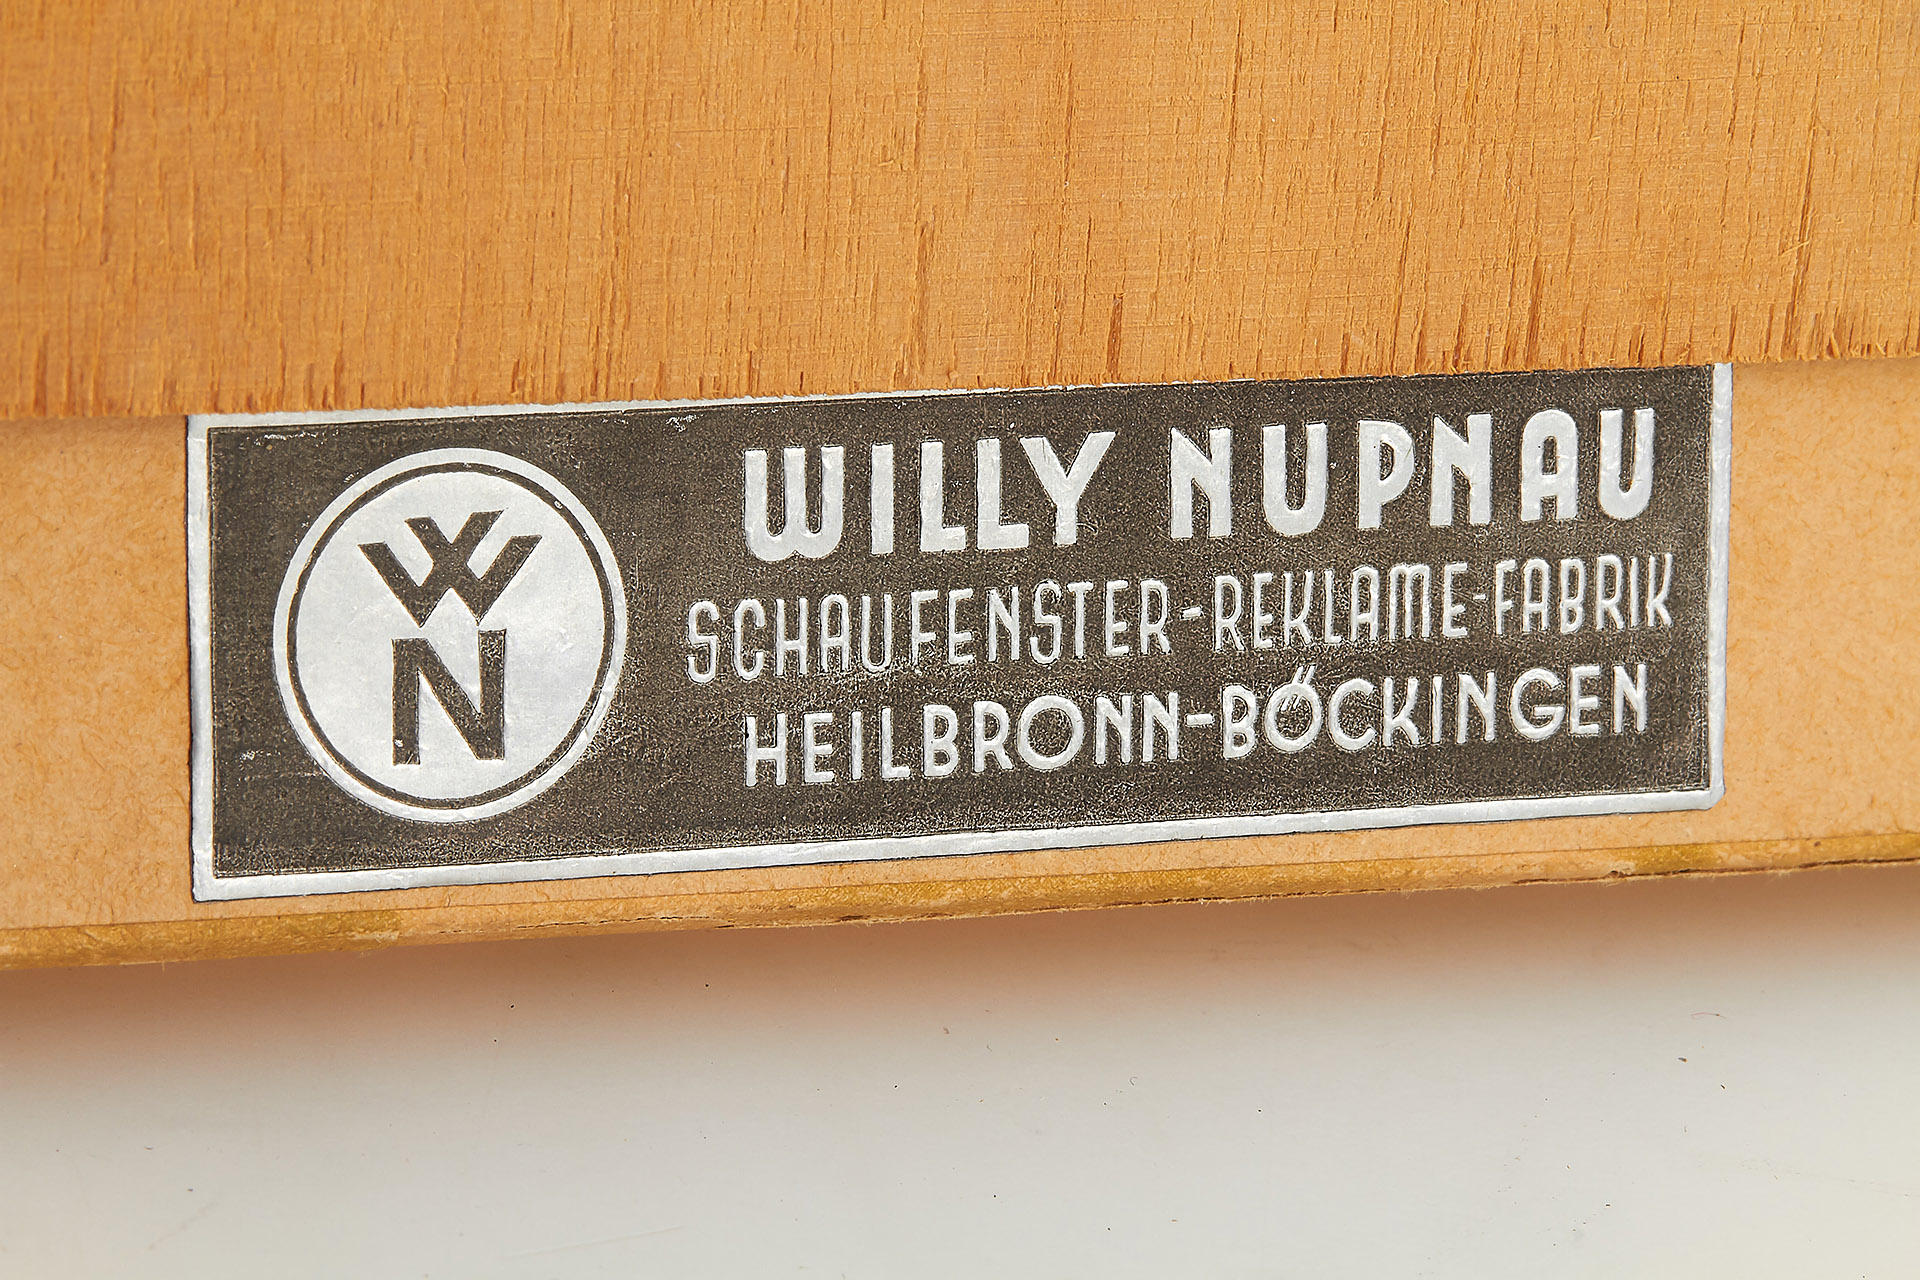 WN
WILLY NUPNAU
SCHAUFENSTER-REKLAME-FABRIK
HEILBRONN-BÖCKINGEN